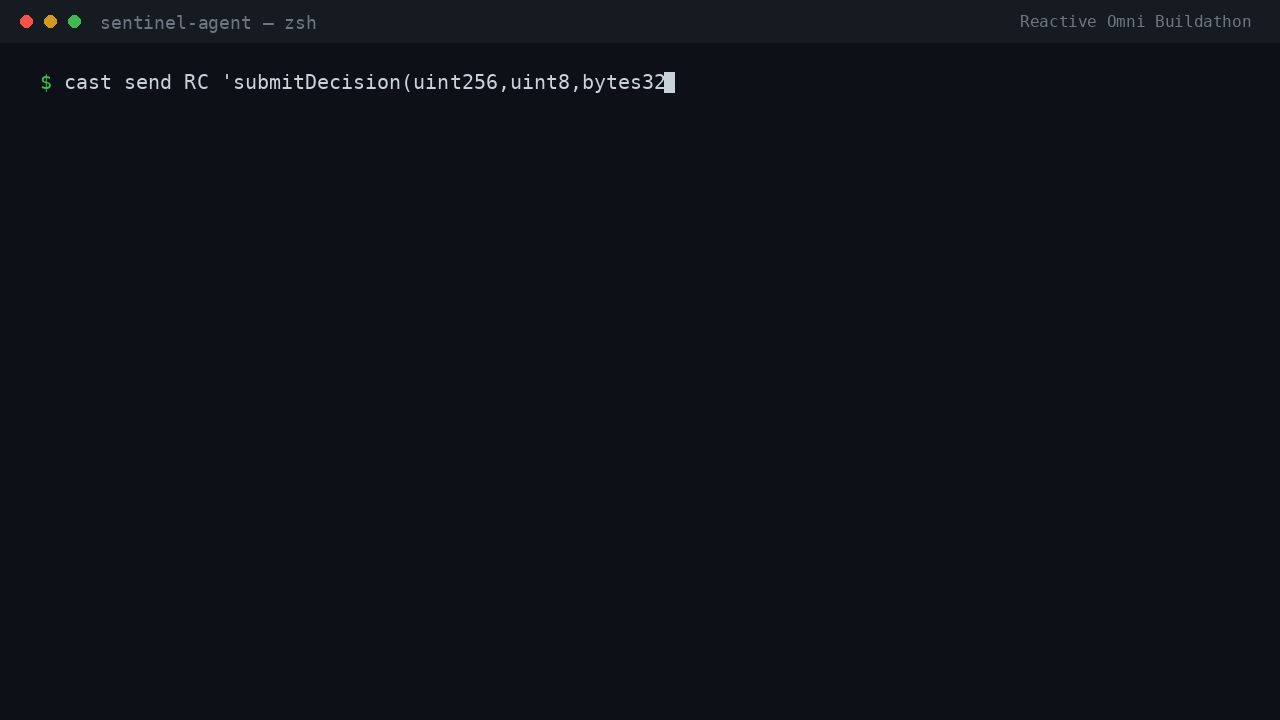 sentinel-agent — zsh
Reactive Omni Buildathon
$ cast send RC 'submitDecision(uint256,uint8,bytes32